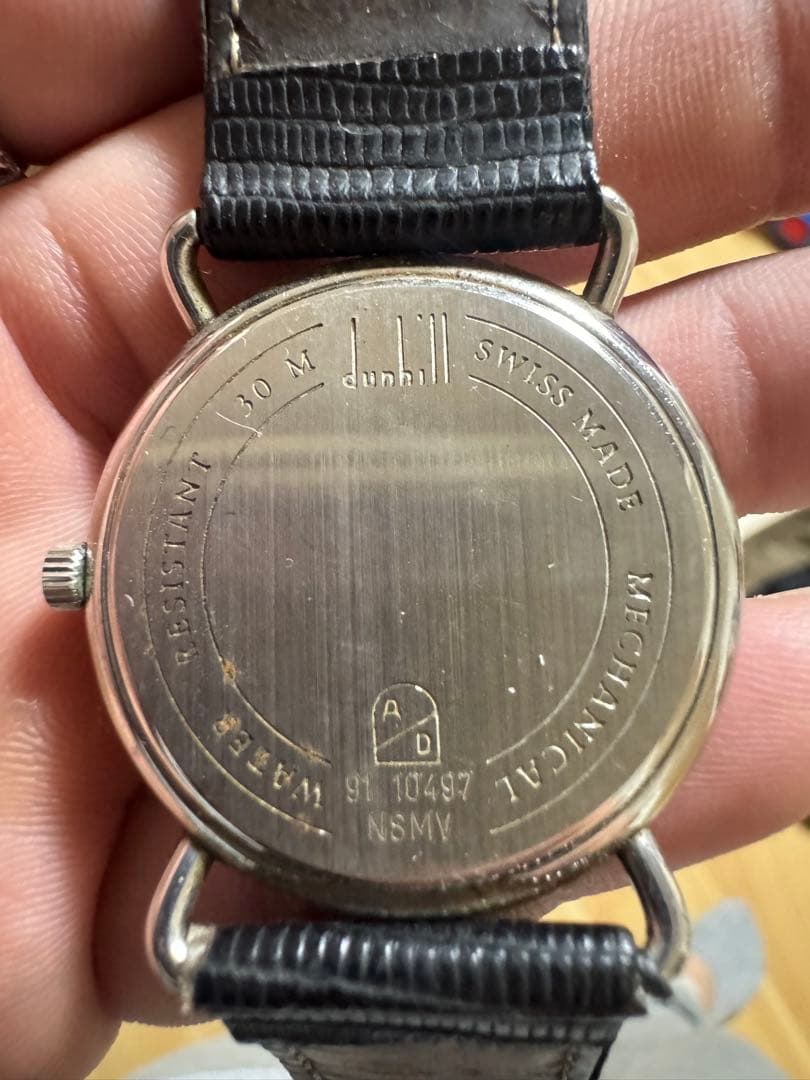 dunhill
SWISS MADE MECHANICAL
WATER RESISTANT 30 M
A
D
91 10497
NSMV